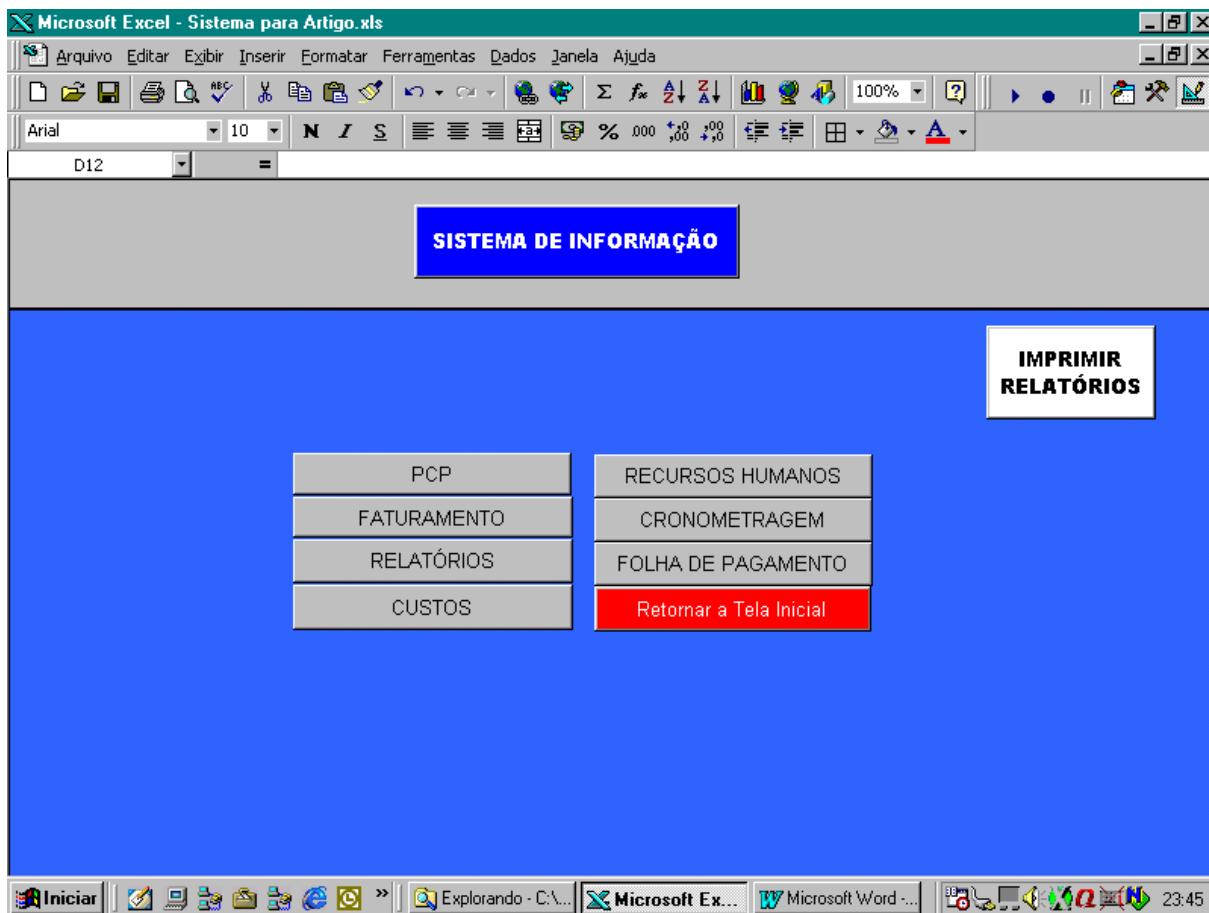 Microsoft Excel - Sistema para Artigo.xls
Arquivo Editar Exibir Inserir Formatar Ferramentas Dados Janela Ajuda
ABC 100%
Arial 10 N I S % .000
D12 =
SISTEMA DE INFORMAÇÃO
IMPRIMIR
RELATÓRIOS
PCP RECURSOS HUMANOS
FATURAMENTO CRONOMETRAGEM
RELATÓRIOS FOLHA DE PAGAMENTO
CUSTOS Retornar a Tela Inicial
Iniciar Explorando - C:\... Microsoft Ex... Microsoft Word -... 23:45